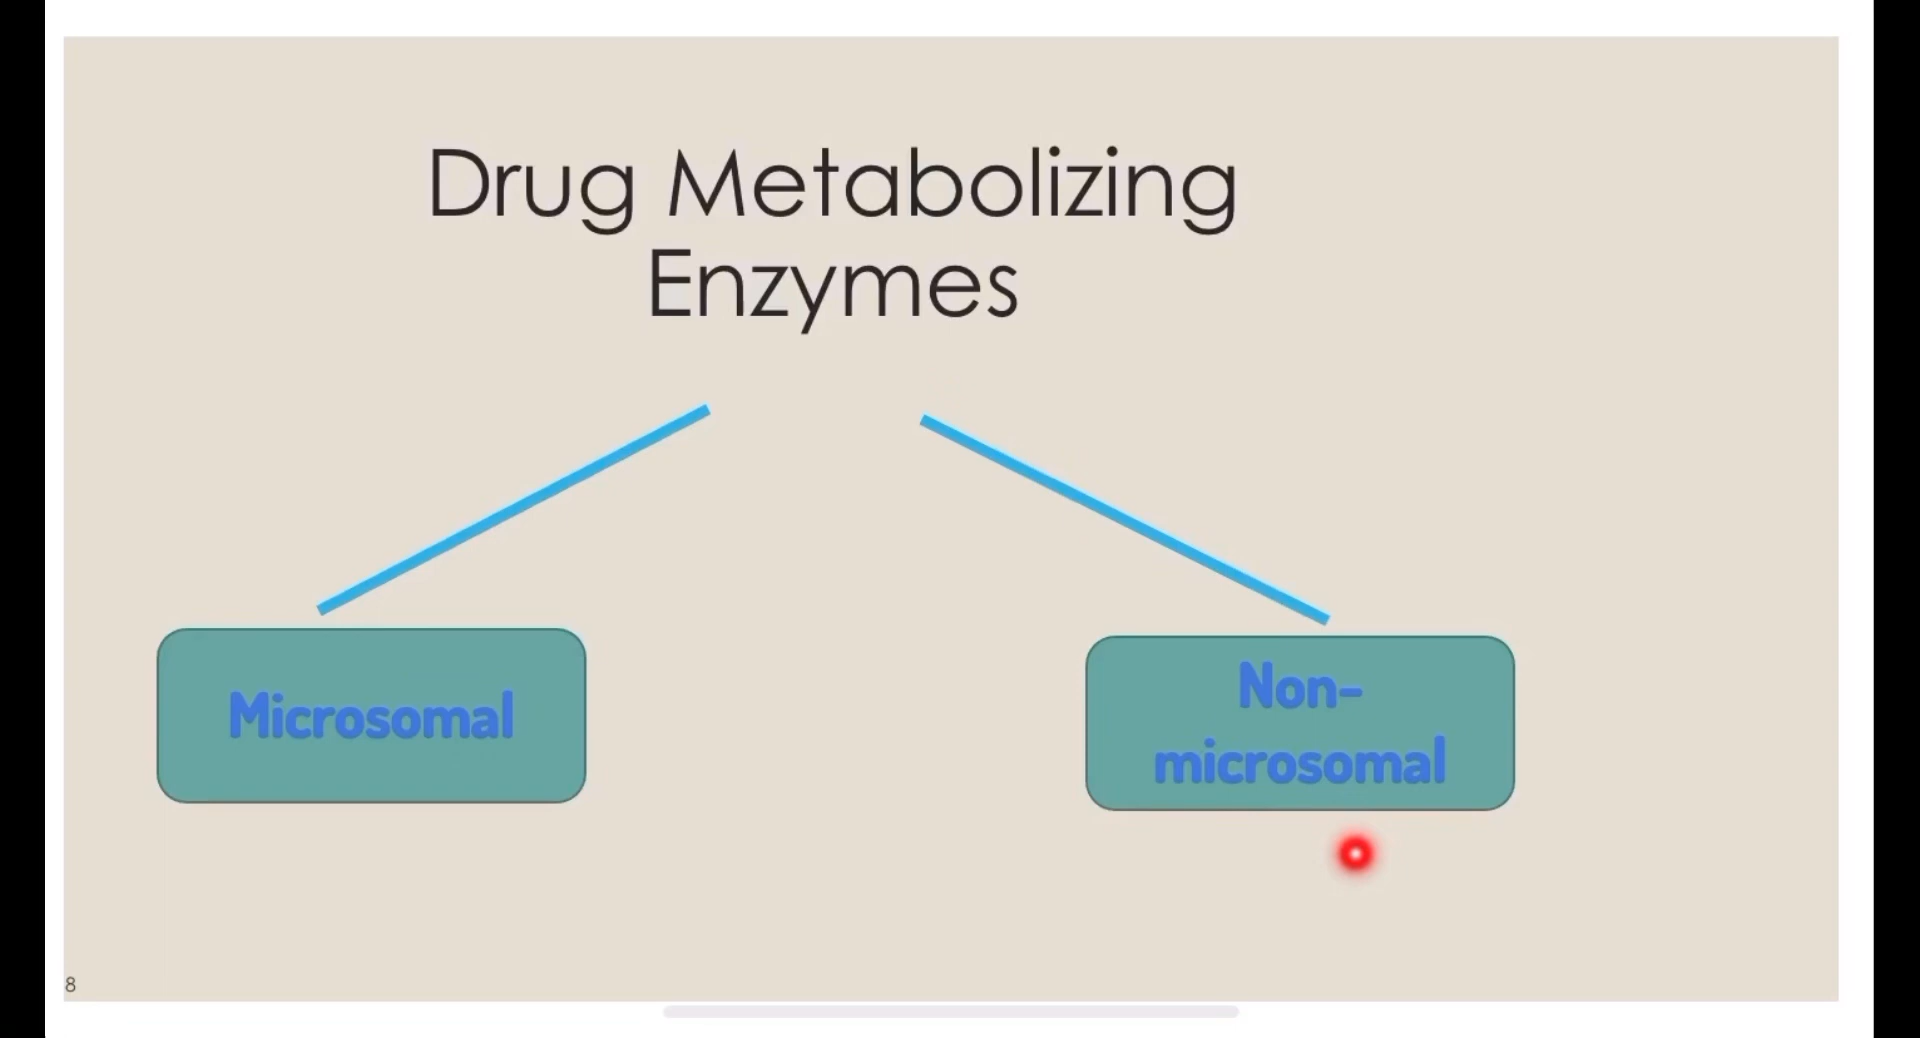 Drug Metabolizing
Enzymes
Microsomal
Non-
microsomal
8